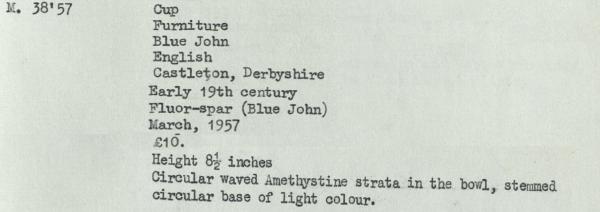 M. 38'57 Cup
Furniture
Blue John
English
Castleton, Derbyshire
Early 19th century
Fluor-spar (Blue John)
March, 1957
£10.
Height 8½ inches
Circular waved Amethystine strata in the bowl, stemmed
circular base of light colour.